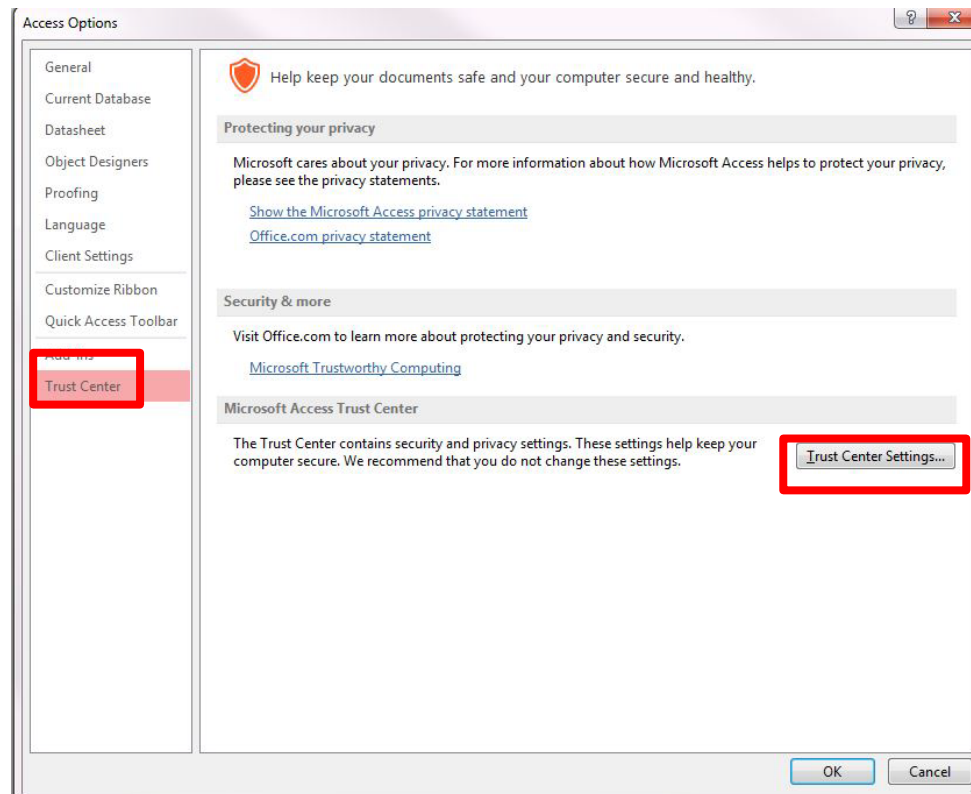 Access Options
General
Current Database
Datasheet
Object Designers
Proofing
Language
Client Settings
Customize Ribbon
Quick Access Toolbar
Add-Ins
Trust Center
Help keep your documents safe and your computer secure and healthy.
Protecting your privacy
Microsoft cares about your privacy. For more information about how Microsoft Access helps to protect your privacy,
please see the privacy statements.
Show the Microsoft Access privacy statement
Office.com privacy statement
Security & more
Visit Office.com to learn more about protecting your privacy and security.
Microsoft Trustworthy Computing
Microsoft Access Trust Center
The Trust Center contains security and privacy settings. These settings help keep your
computer secure. We recommend that you do not change these settings.
Trust Center Settings...
OK
Cancel